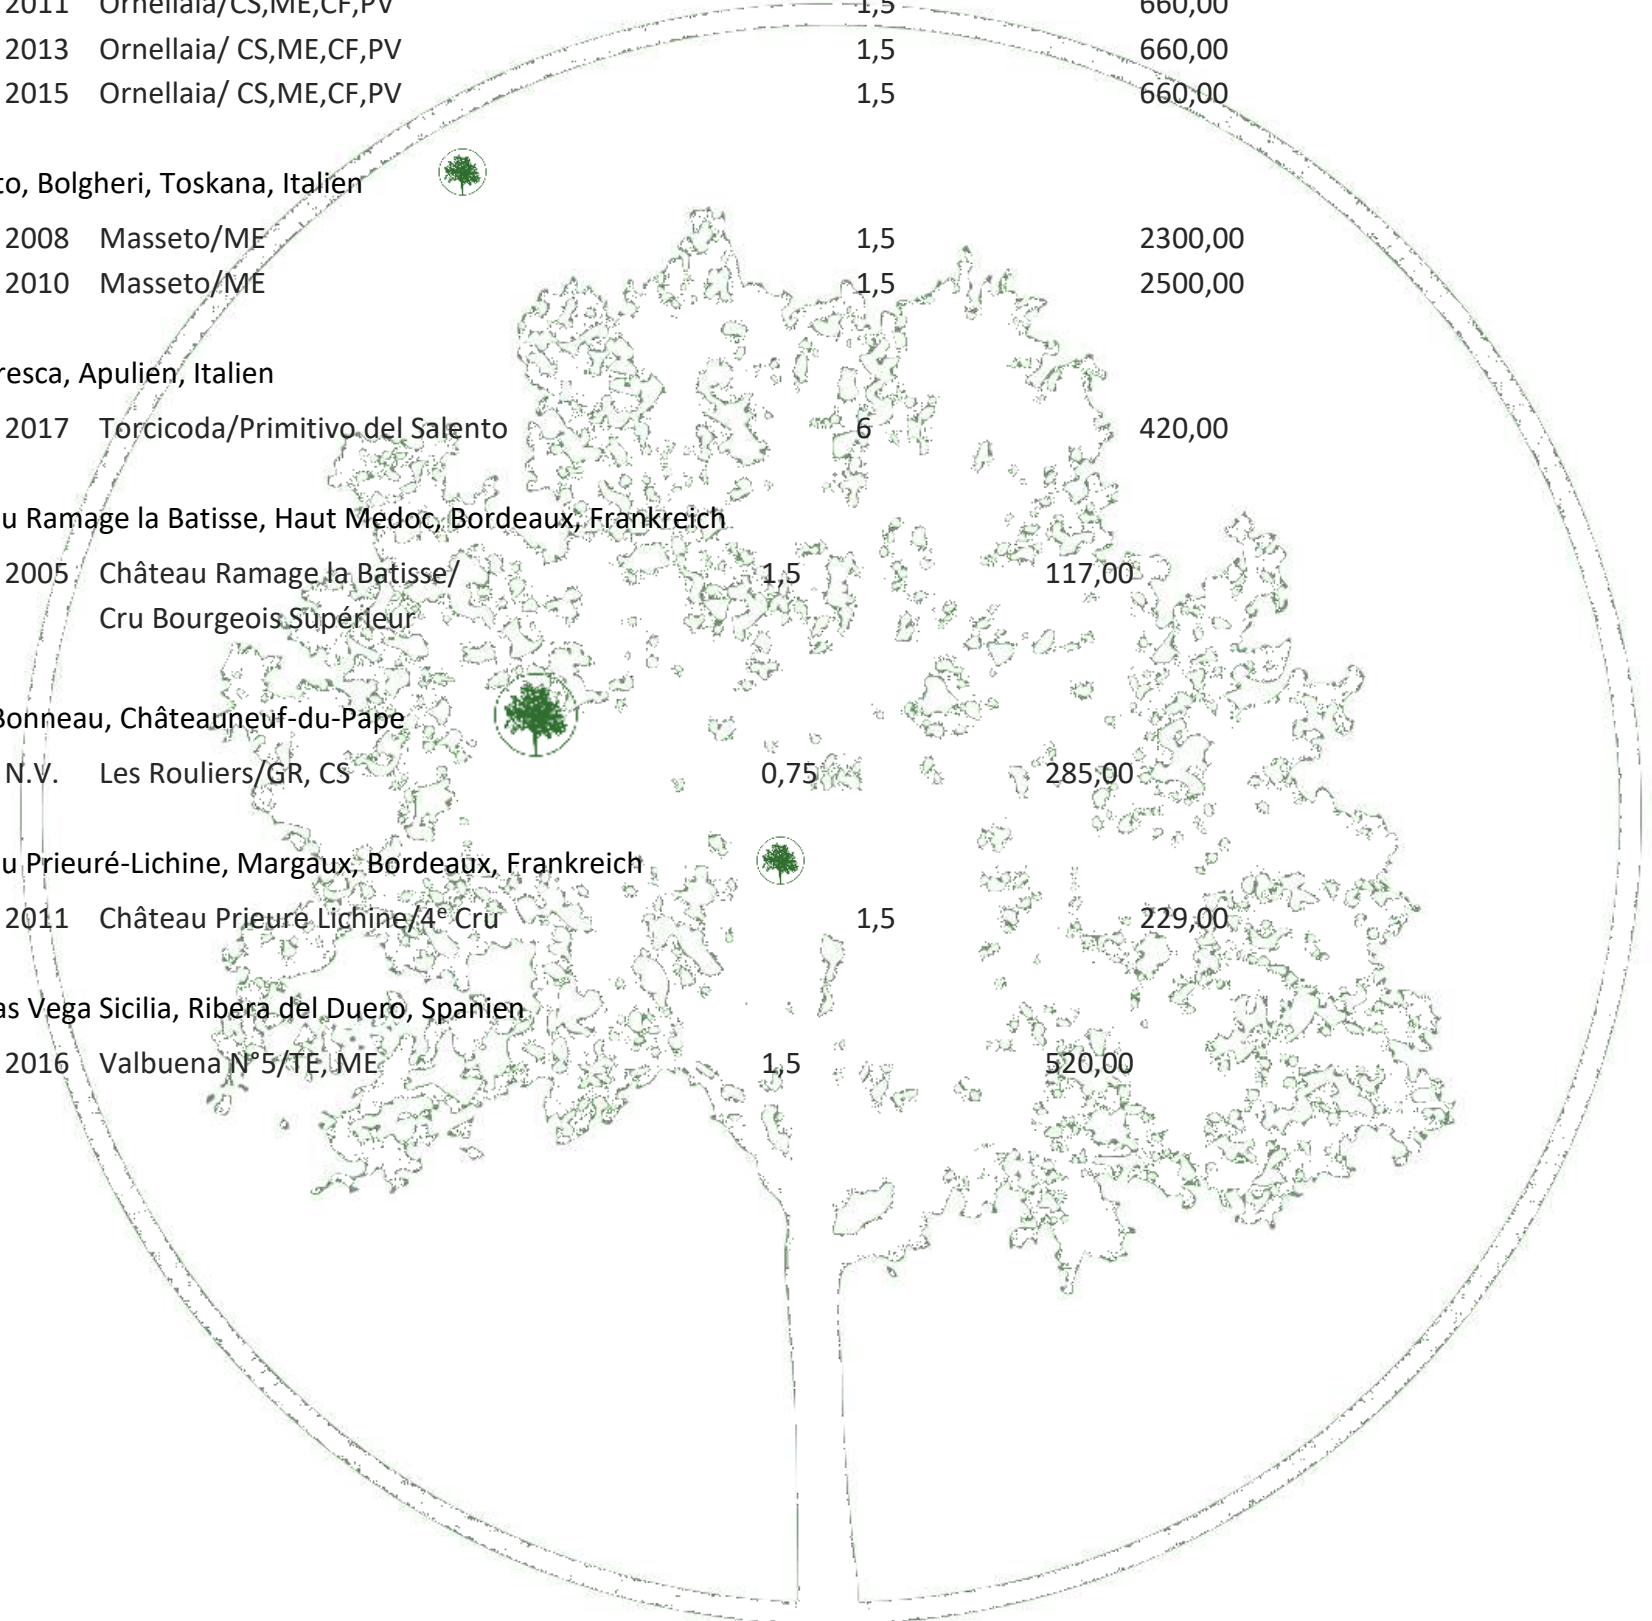 2011 Ornellaia/CS,ME,CF,PV 1,5 660,00
2013 Ornellaia/ CS,ME,CF,PV 1,5 660,00
2015 Ornellaia/ CS,ME,CF,PV 1,5 660,00
to, Bolgheri, Toskana, Italien
2008 Masseto/ME 1,5 2300,00
2010 Masseto/ME 1,5 2500,00
resca, Apulien, Italien
2017 Torcicoda/Primitivo del Salento 6 420,00
u Ramage la Batisse, Haut Medoc, Bordeaux, Frankreich
2005 Château Ramage la Batisse/ 1,5 117,00
Cru Bourgeois Supérieur
Bonneau, Châteauneuf-du-Pape
N.V. Les Rouliers/GR, CS 0,75 285,00
u Prieuré-Lichine, Margaux, Bordeaux, Frankreich
2011 Château Prieure Lichine/4ᵉ Cru 1,5 229,00
as Vega Sicilia, Ribera del Duero, Spanien
2016 Valbuena N°5/TE, ME 1,5 520,00